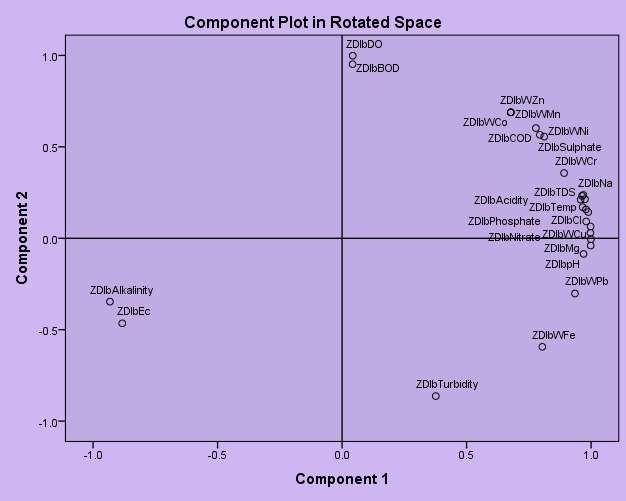 Component Plot in Rotated Space
ZDlbDO
1.0
ZDlbBOD
ZDlbWZn
ZDlbWMn
ZDlbWCo
ZDlbWNi
ZDlbCOD
0.5
ZDlbSulphate
ZDlbWCr
ZDlbNa
ZDlbTDS
ZDlbAcidity
ZDlbTemp
ZDlbPhosphate
ZDlbCl
Component 2
0.0
ZDlbNitrate
ZDlbWCu
ZDlbMg
ZDlbpH
ZDlbWPb
ZDlbAlkalinity
ZDlbEc
-0.5
ZDlbWFe
ZDlbTurbidity
-1.0
-1.0
-0.5
0.0
0.5
1.0
Component 1